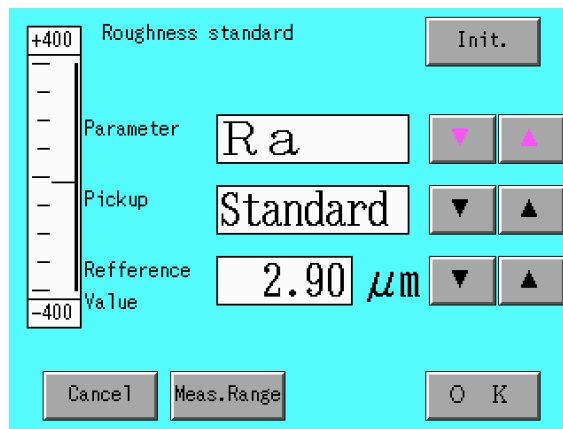 +400
Roughness standard
Init.
Parameter
Ra
▼ ▲
Pickup
Standard
▼ ▲
Refference
Value
2.90 μm
▼ ▲
-400
Cancel
Meas.Range
O K